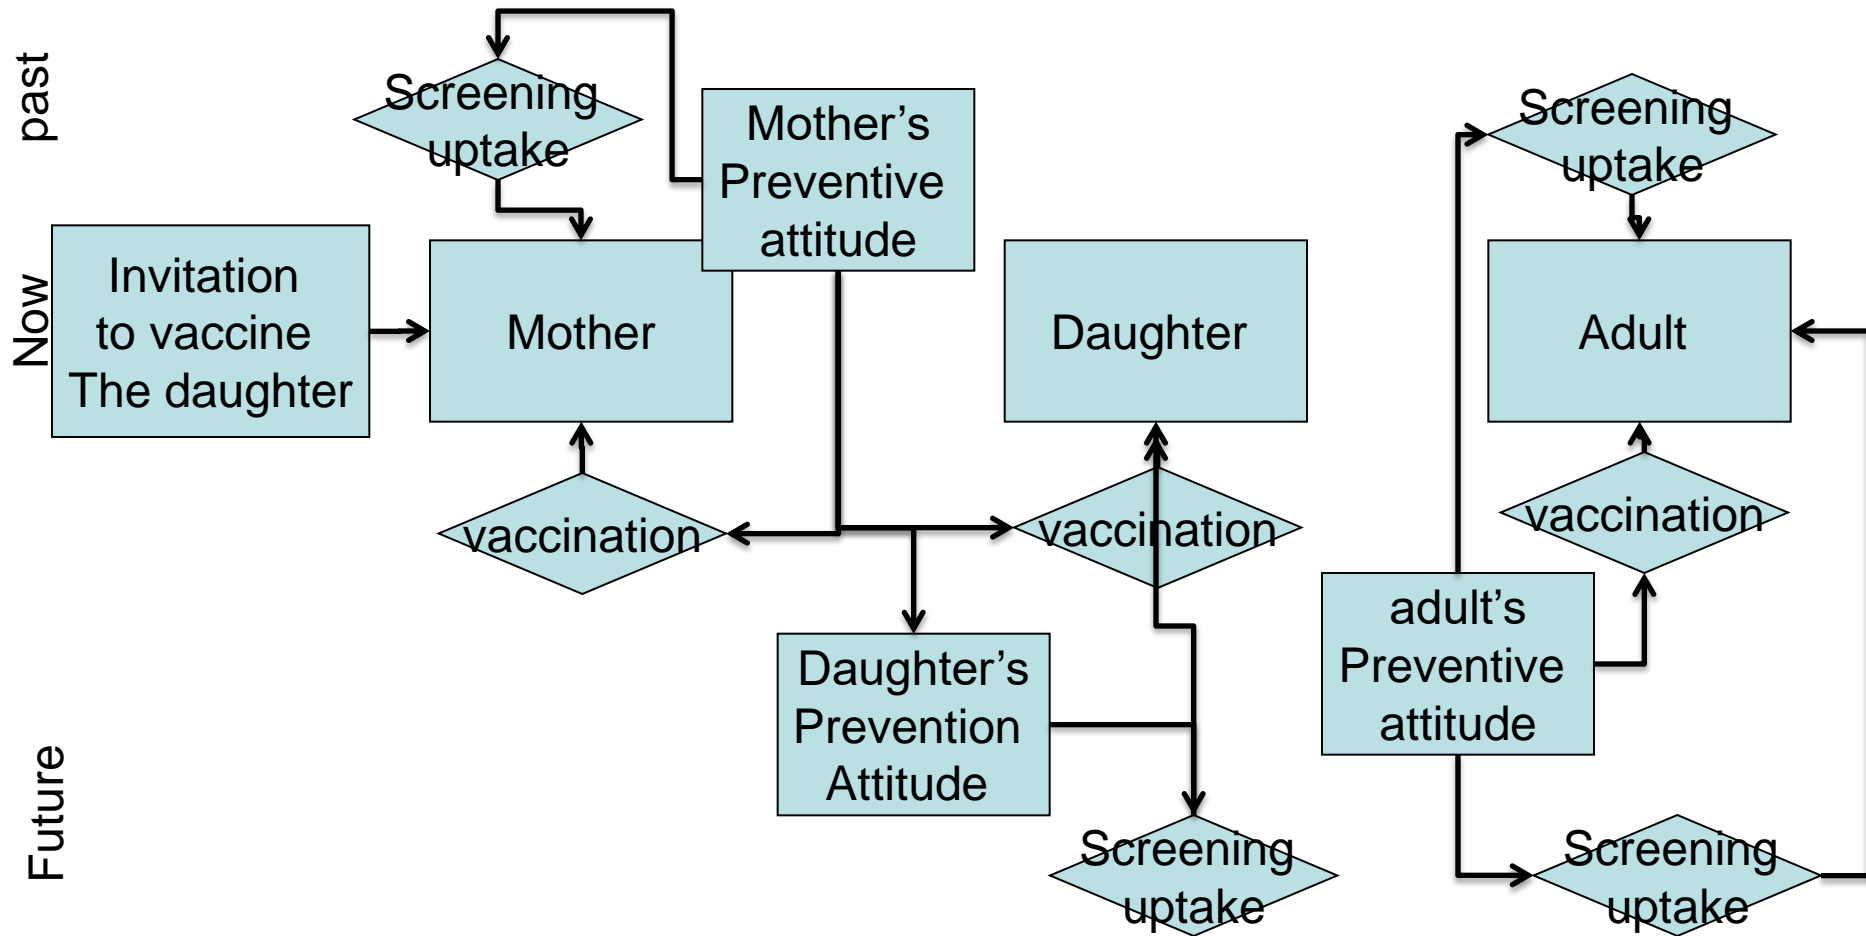 past
Screening
uptake
Mother's
Preventive
attitude
Screening
uptake
Now
Invitation
to vaccine
The daughter
Mother
Daughter
Adult
vaccination
vaccination
vaccination
Daughter's
Prevention
Attitude
adult's
Preventive
attitude
Future
Screening
uptake
Screening
uptake